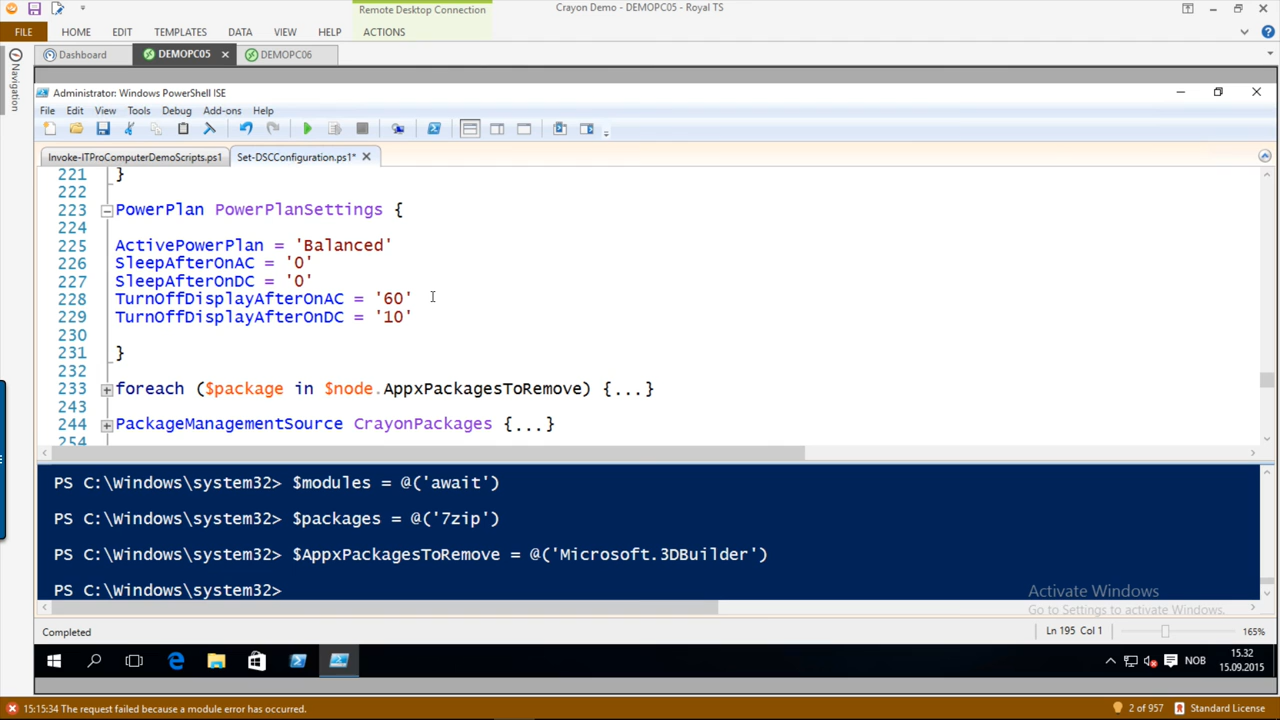 Remote Desktop Connection
Crayon Demo - DEMOPC05 - Royal TS
FILE HOME EDIT TEMPLATES DATA VIEW HELP ACTIONS
Dashboard DEMOPC05 DEMOPC06
Navigation
Administrator: Windows PowerShell ISE
File Edit View Tools Debug Add-ons Help
Invoke-ITProComputerDemoScripts.ps1 Set-DSCConfiguration.ps1*
221 }
222
223 PowerPlan PowerPlanSettings {
224
225 ActivePowerPlan = 'Balanced'
226 SleepAfterOnAC = '0'
227 SleepAfterOnDC = '0'
228 TurnOffDisplayAfterOnAC = '60'
229 TurnOffDisplayAfterOnDC = '10'
230
231 }
232
233 foreach ($package in $node.AppxPackagesToRemove) {...}
243
244 PackageManagementSource CrayonPackages {...}
254
PS C:\Windows\system32> $modules = @('await')
PS C:\Windows\system32> $packages = @('7zip')
PS C:\Windows\system32> $AppxPackagesToRemove = @('Microsoft.3DBuilder')
PS C:\Windows\system32>
Activate Windows
Go to Settings to activate Windows.
Completed Ln 195 Col 1 165%
NOB 15.32
15.09.2015
15:15:34 The request failed because a module error has occurred. 2 of 957 Standard License